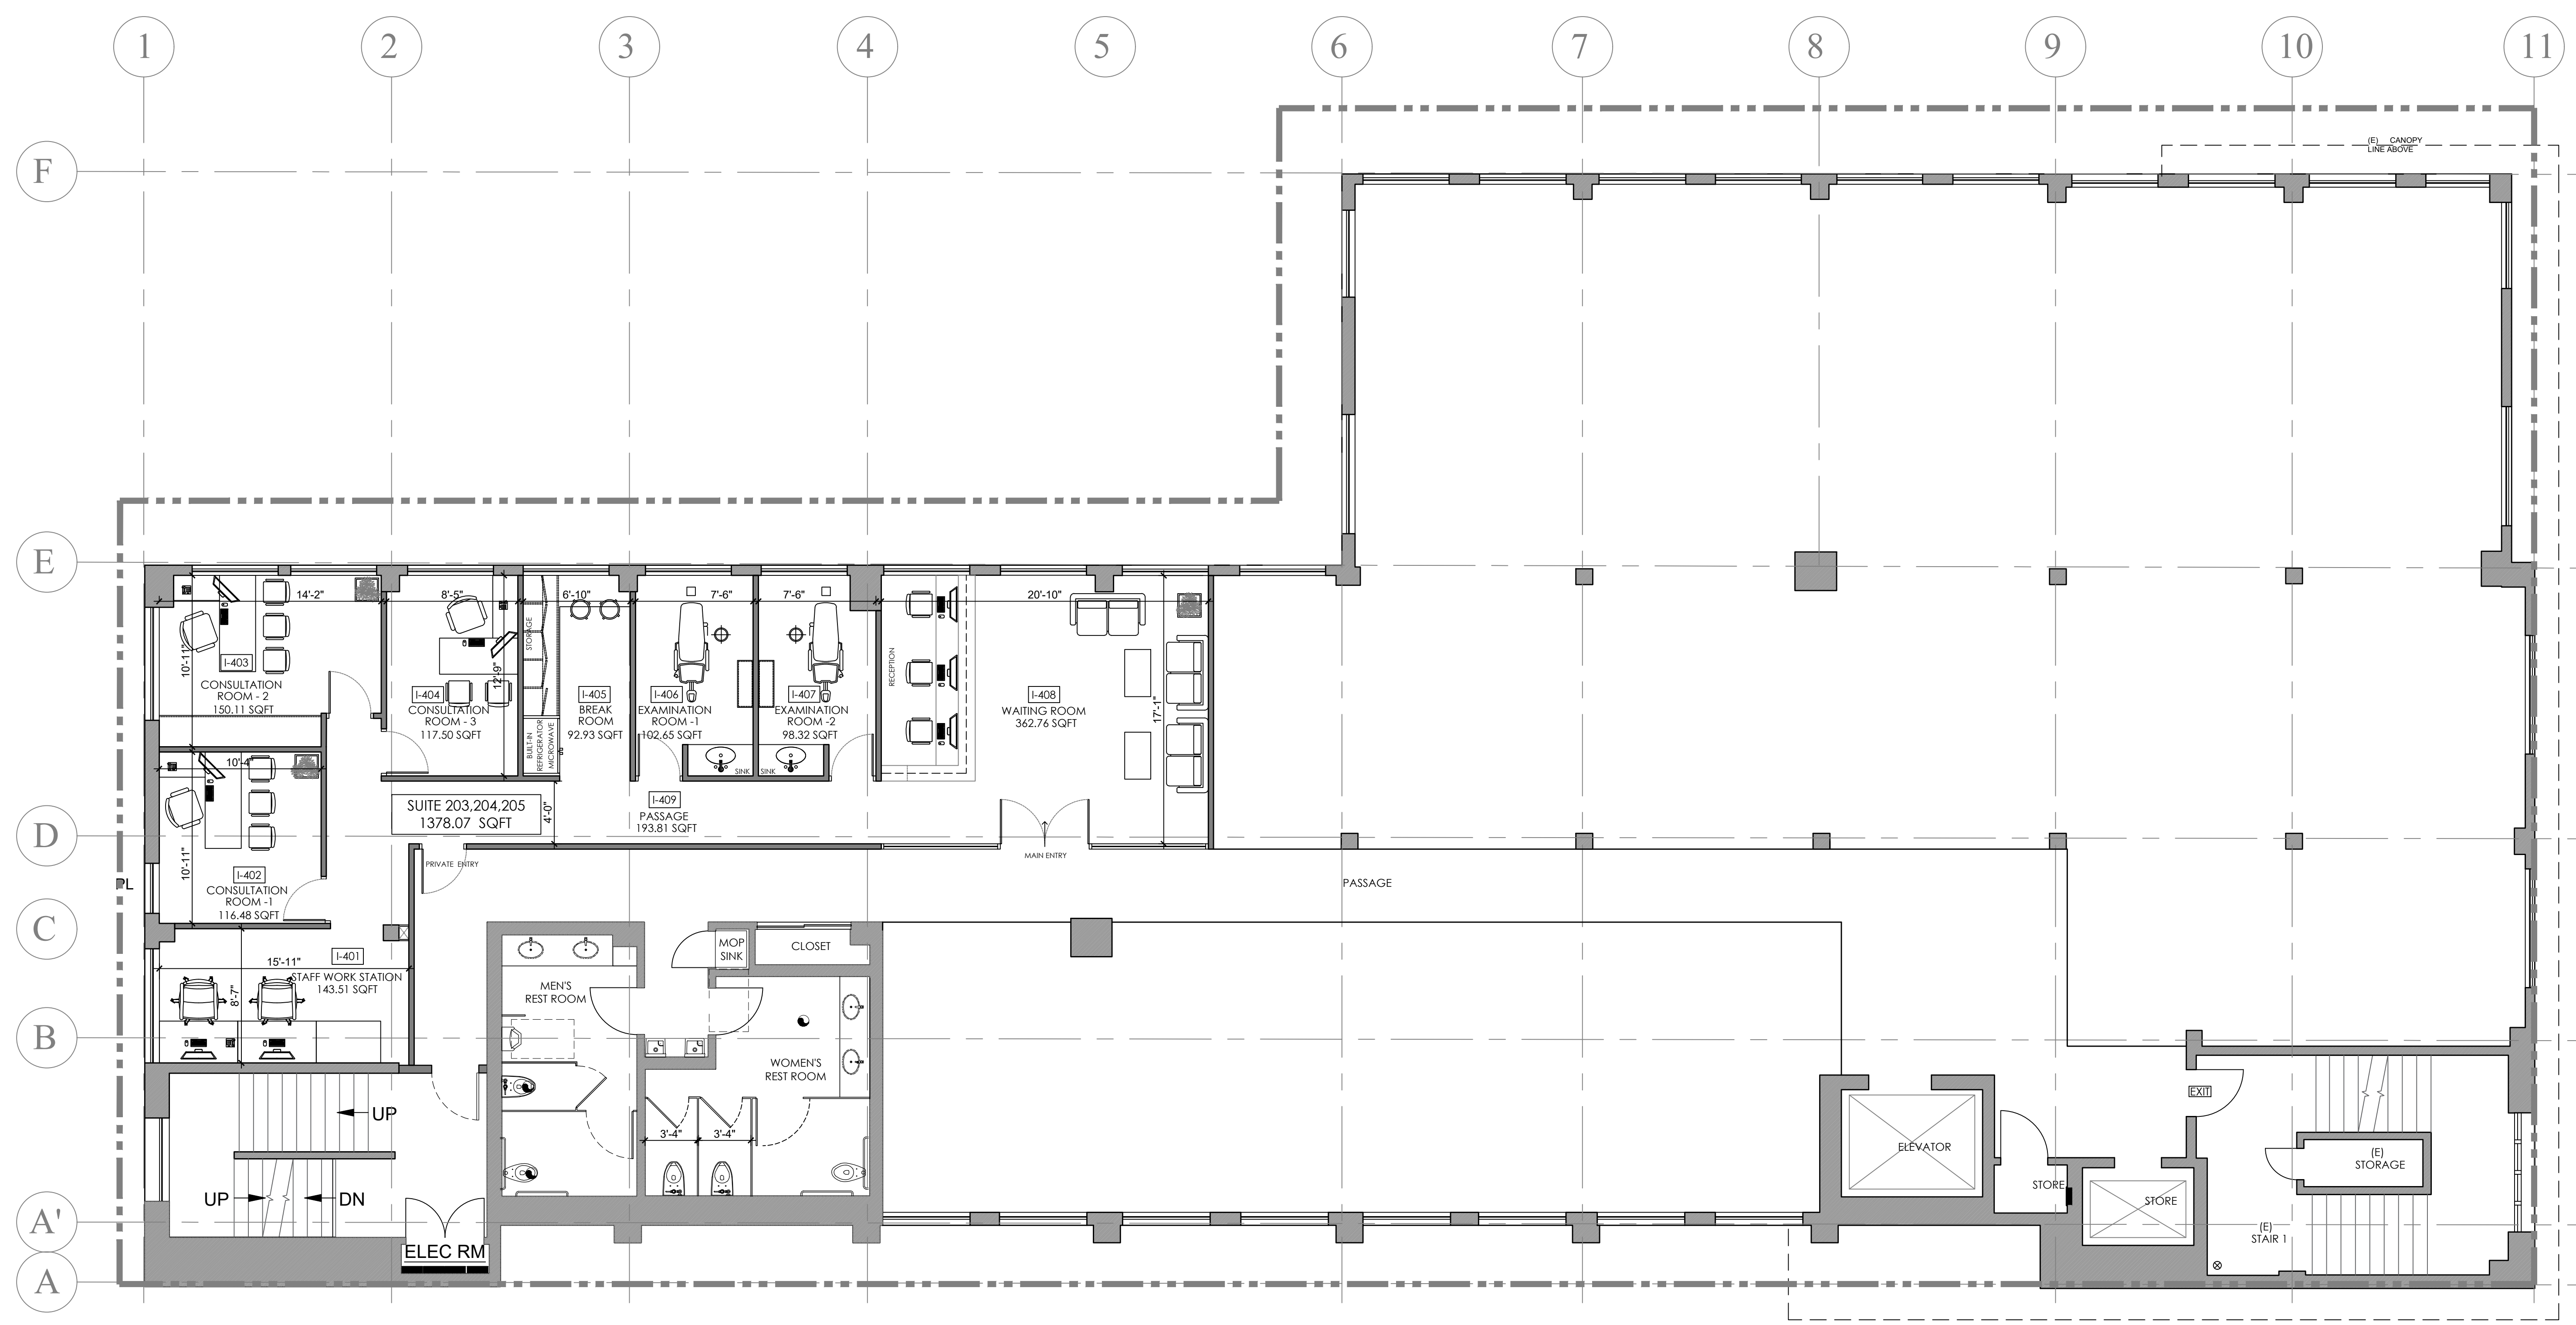 1
2
3
4
5
6
7
8
9
10
11
(E) CANOPY
LINE ABOVE
F
E
14'-2"
8'-5"
6'-10"
7'-6"
7'-6"
20'-10"
STORAGE
10'-11"
I-403
CONSULTATION
ROOM - 2
150.11 SQFT
12'-9"
I-404
CONSULTATION
ROOM - 3
117.50 SQFT
BUILT-IN
REFRIGERATOR
MICROWAVE
I-405
BREAK
ROOM
92.93 SQFT
I-406
EXAMINATION
ROOM -1
102.65 SQFT
SINK
I-407
EXAMINATION
ROOM -2
98.32 SQFT
SINK
RECEPTION
I-408
WAITING ROOM
362.76 SQFT
17'-1"
10'-4"
SUITE 203,204,205
1378.07 SQFT
4'-0"
I-409
PASSAGE
193.81 SQFT
D
MAIN ENTRY
PRIVATE ENTRY
10'-11"
I-402
CONSULTATION
ROOM -1
116.48 SQFT
PL
PASSAGE
C
MOP
SINK
CLOSET
I-401
15'-11"
STAFF WORK STATION
143.51 SQFT
8'-7"
MEN'S
REST ROOM
B
WOMEN'S
REST ROOM
EXIT
UP
3'-4"
3'-4"
ELEVATOR
(E)
STORAGE
STORE
STORE
UP
DN
A'
(E)
STAIR 1
ELEC RM
A